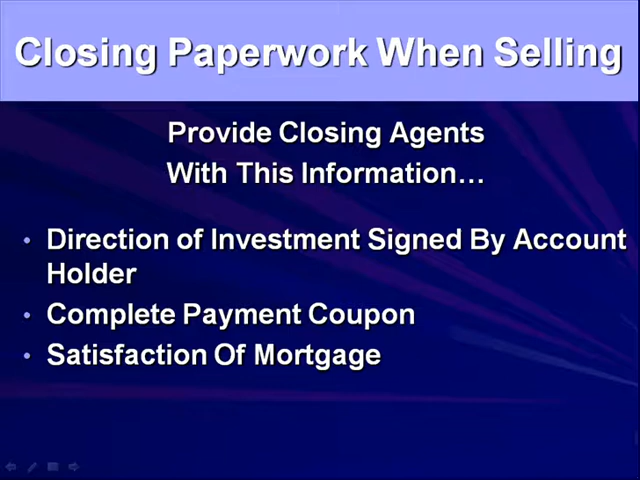 Closing Paperwork When Selling
Provide Closing Agents
With This Information…
• Direction of Investment Signed By Account
Holder
• Complete Payment Coupon
• Satisfaction Of Mortgage